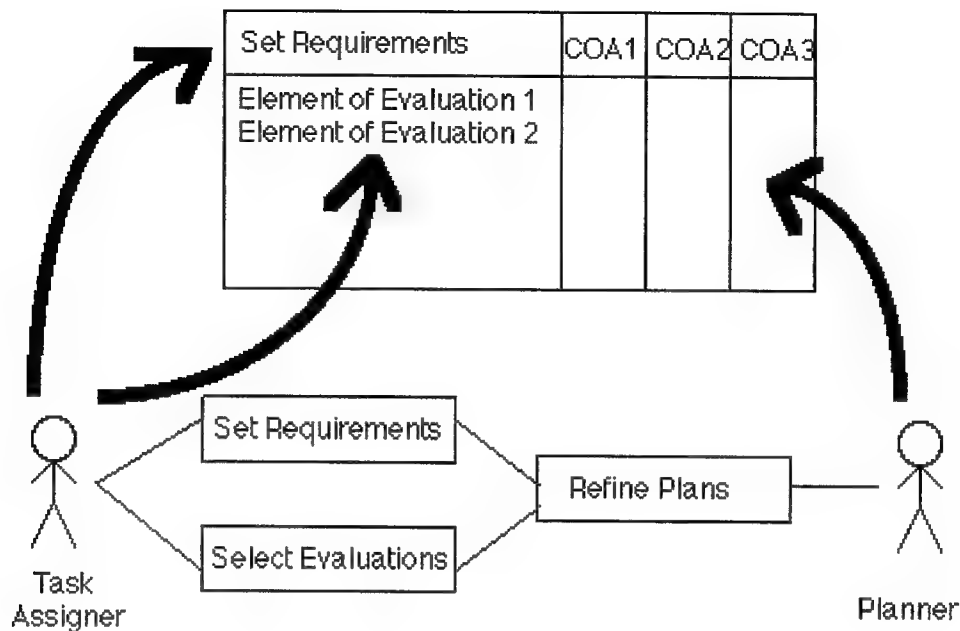 Set Requirements COA1 COA2 COA3
Element of Evaluation 1
Element of Evaluation 2
Set Requirements
Refine Plans
Select Evaluations
Task
Assigner
Planner